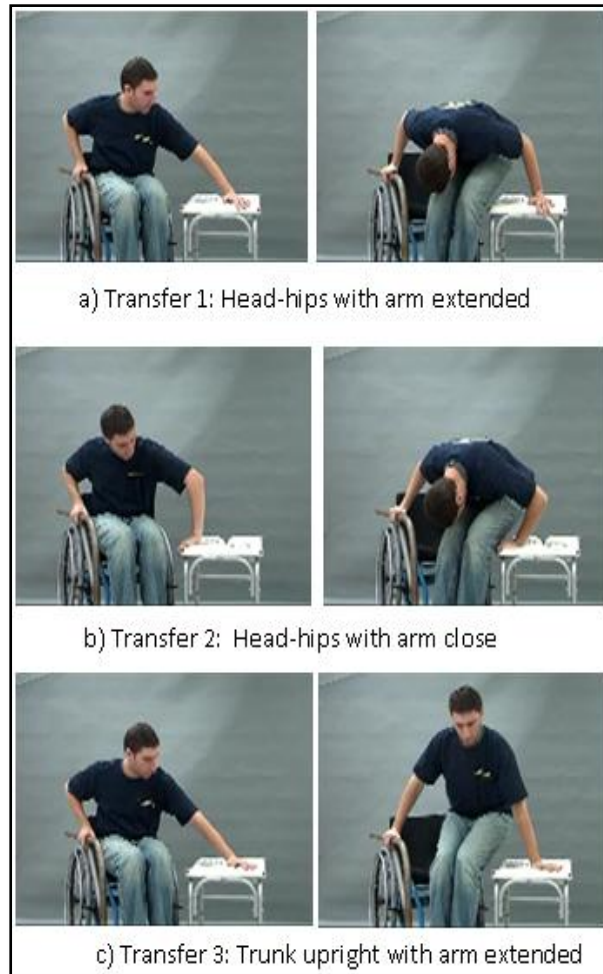 a) Transfer 1: Head-hips with arm extended
b) Transfer 2: Head-hips with arm close
c) Transfer 3: Trunk upright with arm extended